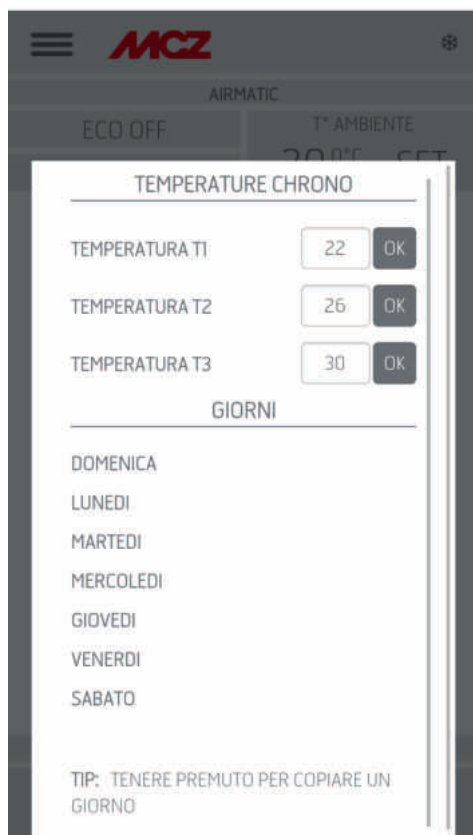 MCZ
AIRMATIC
ECO OFF
T° AMBIENTE
SET
TEMPERATURE CHRONO
TEMPERATURA T1 22 OK
TEMPERATURA T2 26 OK
TEMPERATURA T3 30 OK
GIORNI
DOMENICA
LUNEDI
MARTEDI
MERCOLEDI
GIOVEDI
VENERDI
SABATO
TIP: TENERE PREMUTO PER COPIARE UN
GIORNO